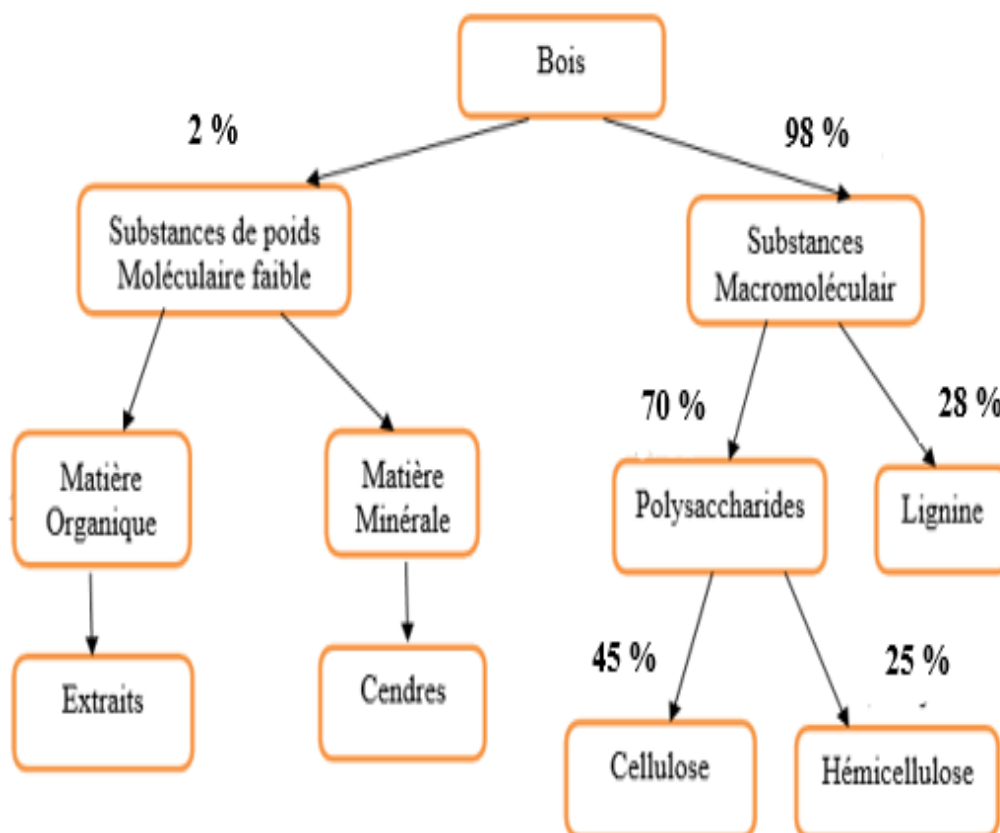 Bois
2 %
98 %
Substances de poids
Moléculaire faible
Substances
Macromoléculair
70 %
28 %
Matière
Organique
Matière
Minérale
Polysaccharides
Lignine
45 %
25 %
Extraits
Cendres
Cellulose
Hémicellulose